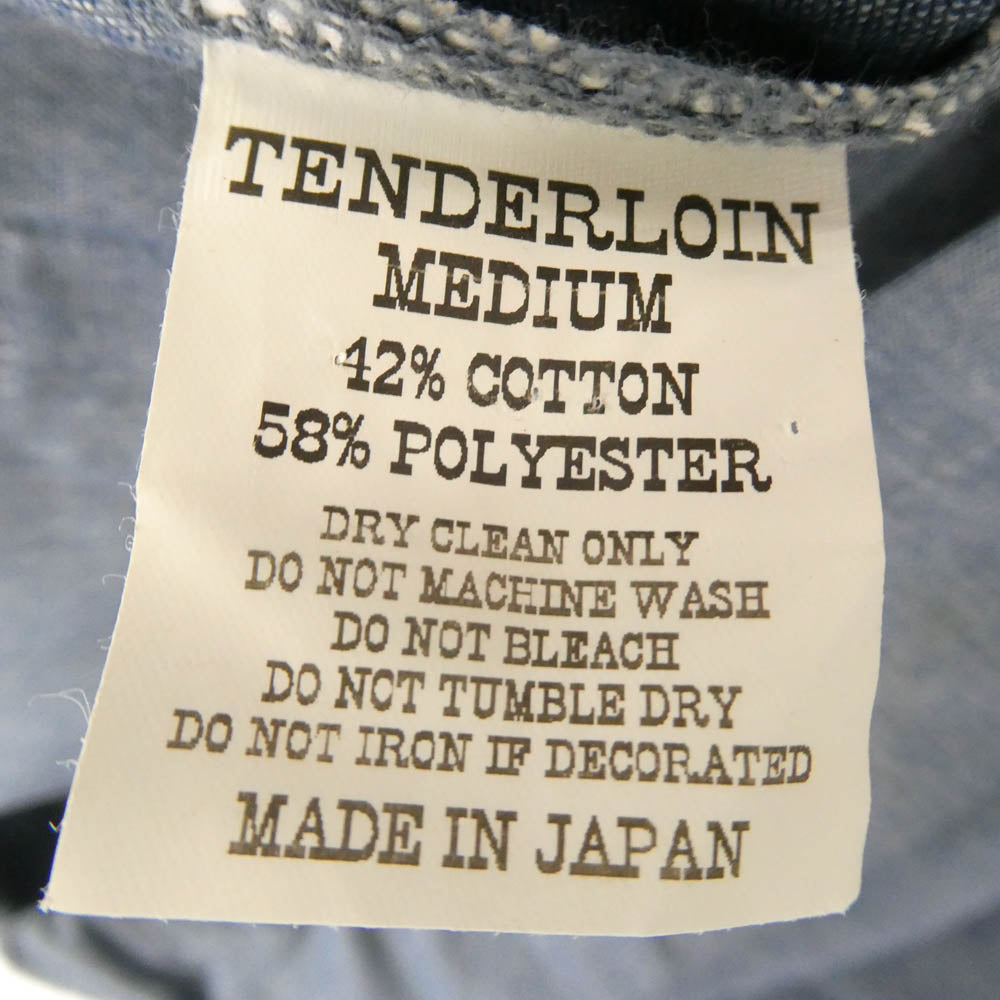 TENDERLOIN
MEDIUM
42% COTTON
58% POLYESTER
DRY CLEAN ONLY
DO NOT MACHINE WASH
DO NOT BLEACH
DO NOT TUMBLE DRY
DO NOT IRON IF DECORATED
MADE IN JAPAN